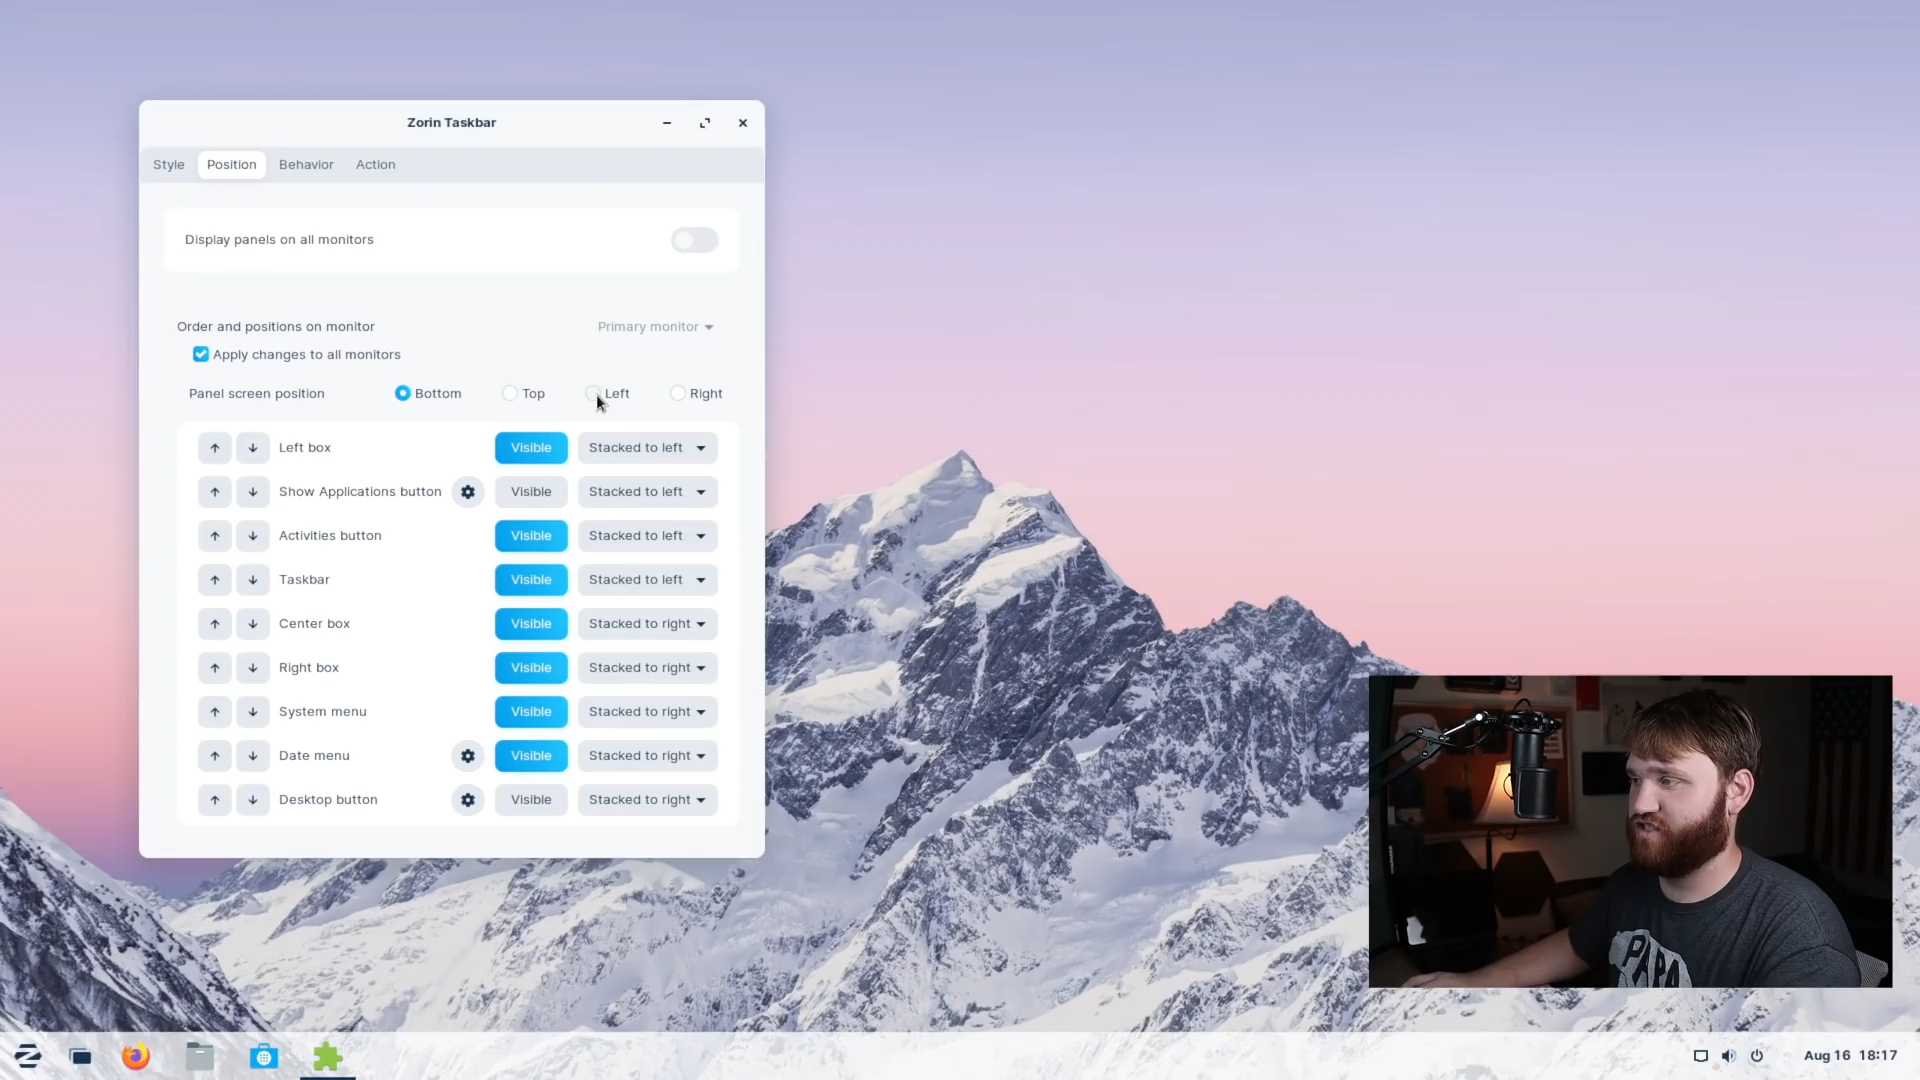 Zorin Taskbar
Style Position Behavior Action
Display panels on all monitors
Order and positions on monitor Primary monitor
Apply changes to all monitors
Panel screen position Bottom Top Left Right
Left box Visible Stacked to left
Show Applications button Visible Stacked to left
Activities button Visible Stacked to left
Taskbar Visible Stacked to left
Center box Visible Stacked to right
Right box Visible Stacked to right
System menu Visible Stacked to right
Date menu Visible Stacked to right
Desktop button Visible Stacked to right
PAPA
Aug 16 18:17